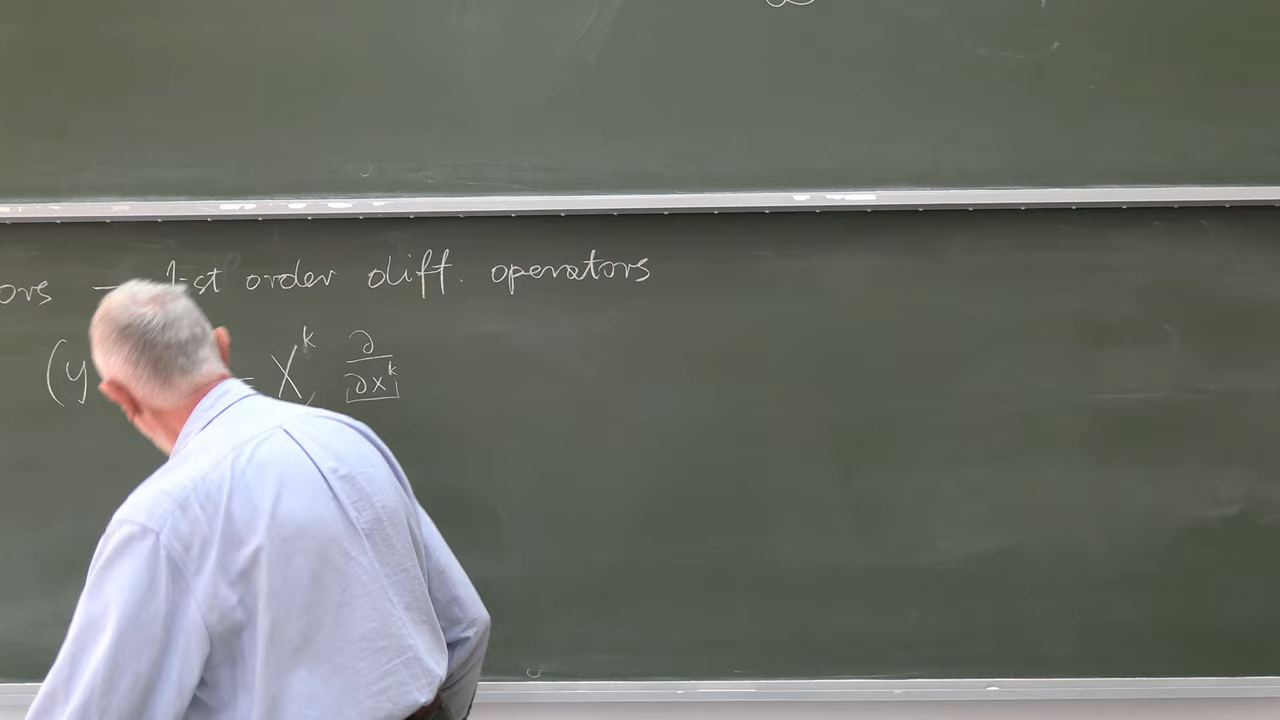 ors — 1-st order diff. operators
(y = X^k ∂/∂x^k